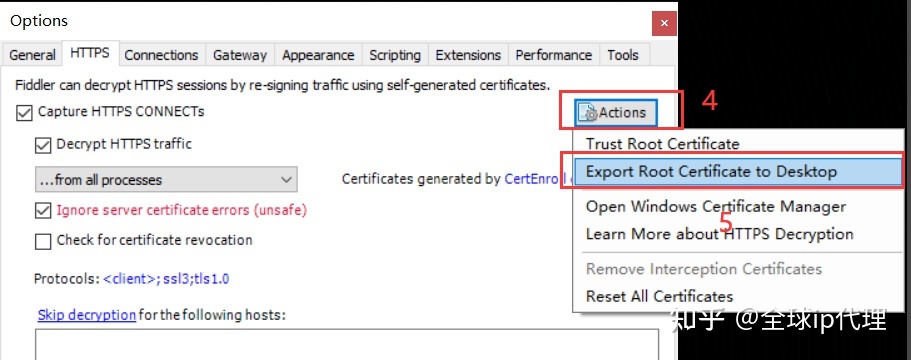 Options
General HTTPS Connections Gateway Appearance Scripting Extensions Performance Tools
Fiddler can decrypt HTTPS sessions by re-signing traffic using self-generated certificates.
Capture HTTPS CONNECTs
Actions
4
Decrypt HTTPS traffic
Trust Root Certificate
...from all processes
Certificates generated by CertEnroll
Export Root Certificate to Desktop
Ignore server certificate errors (unsafe)
Open Windows Certificate Manager
5
Check for certificate revocation
Learn More about HTTPS Decryption
Protocols: <client>;ssl3;tls1.0
Remove Interception Certificates
Reset All Certificates
Skip decryption for the following hosts:
知乎 @全球ip代理